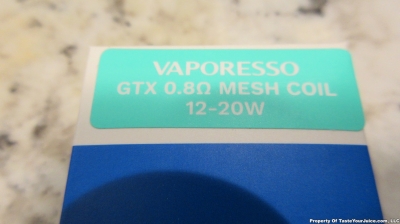 VAPORESSO
GTX 0.8Ω MESH COIL
12-20W
Property Of TasteYourJuice.com, LLC